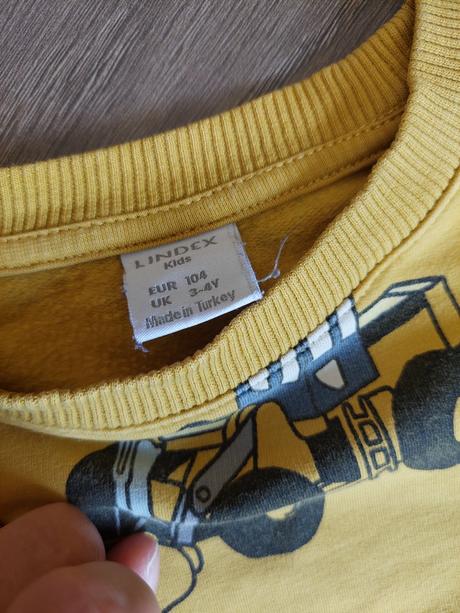 LINDEX
Kids
EUR 104
UK 3-4Y
Made in Turkey